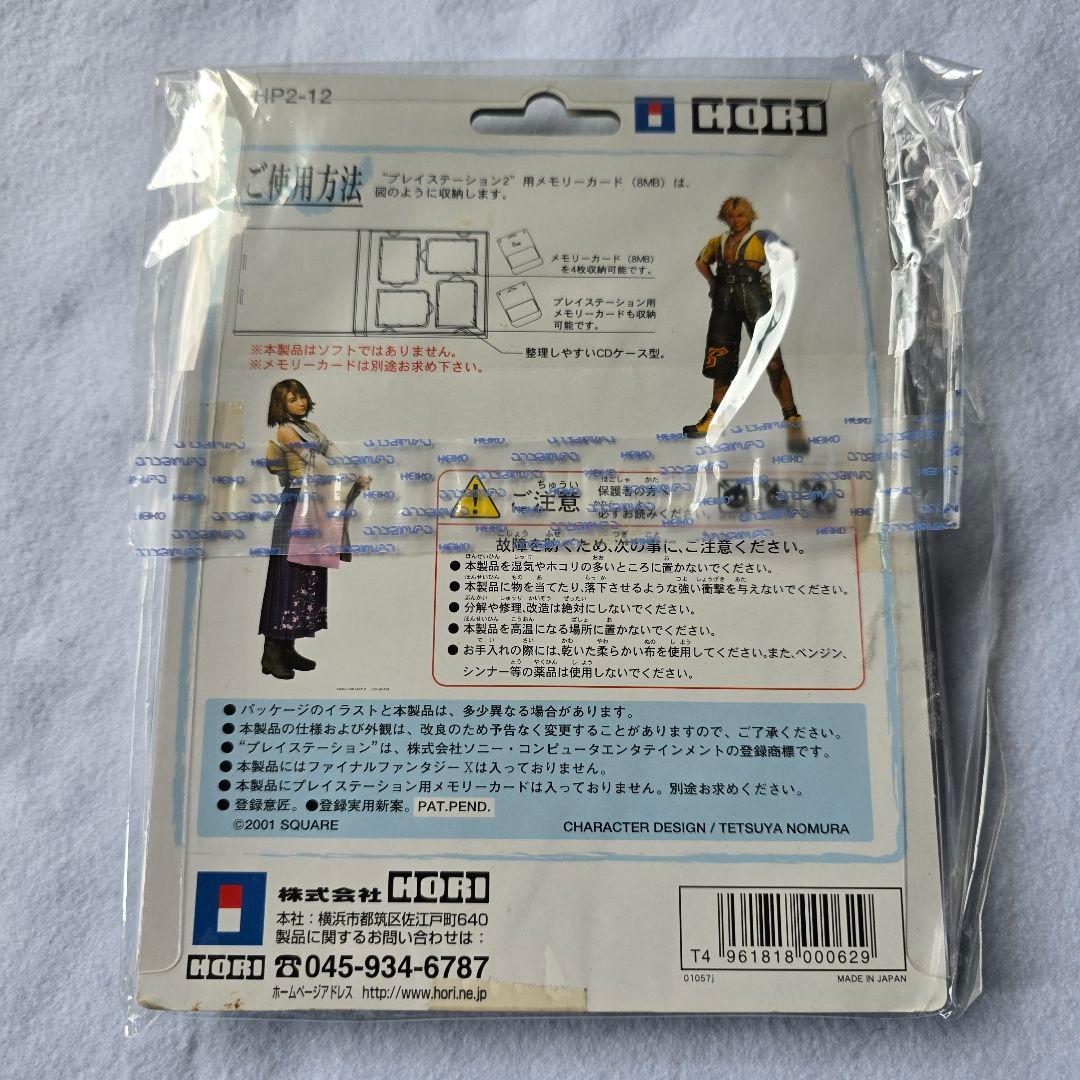 HP2-12
HORI
ご使用方法
"プレイステーション2"用メモリーカード(8MB)は、
図のように収納します。
メモリーカード(8MB)
を4枚収納可能です。
プレイステーション用
メモリーカードも収納
可能です。
整理しやすいCDケース型。
※本製品はソフトではありません。
※メモリーカードは別途お求め下さい。
HEIKO
ご注意
保護者の方へ
必ずお読みください。
故障を防ぐため、次の事に、ご注意ください。
●本製品を湿気やホコリの多いところに置かないでください。
●本製品に物を当てたり、落下させるような強い衝撃を与えないでください。
●分解や修理、改造は絶対にしないでください。
●本製品を高温になる場所に置かないでください。
●お手入れの際には、乾いた柔らかい布を使用してください。また、ベンジン、
シンナー等の薬品は使用しないでください。
●パッケージのイラストと本製品は、多少異なる場合があります。
●本製品の仕様および外観は、改良のため予告なく変更することがありますので、ご了承ください。
●"プレイステーション"は、株式会社ソニー・コンピュータエンタテインメントの登録商標です。
●本製品にはファイナルファンタジーXは入っておりません。
●本製品にプレイステーション用メモリーカードは入っておりません。別途お求めください。
●登録意匠。●登録実用新案。PAT.PEND.
©2001 SQUARE
CHARACTER DESIGN / TETSUYA NOMURA
株式会社HORI
本社:横浜市都筑区佐江戸町640
製品に関するお問い合わせは:
HORI ☎045-934-6787
ホームページアドレス http://www.hori.ne.jp
T4 961818 000629
01057j
MADE IN JAPAN